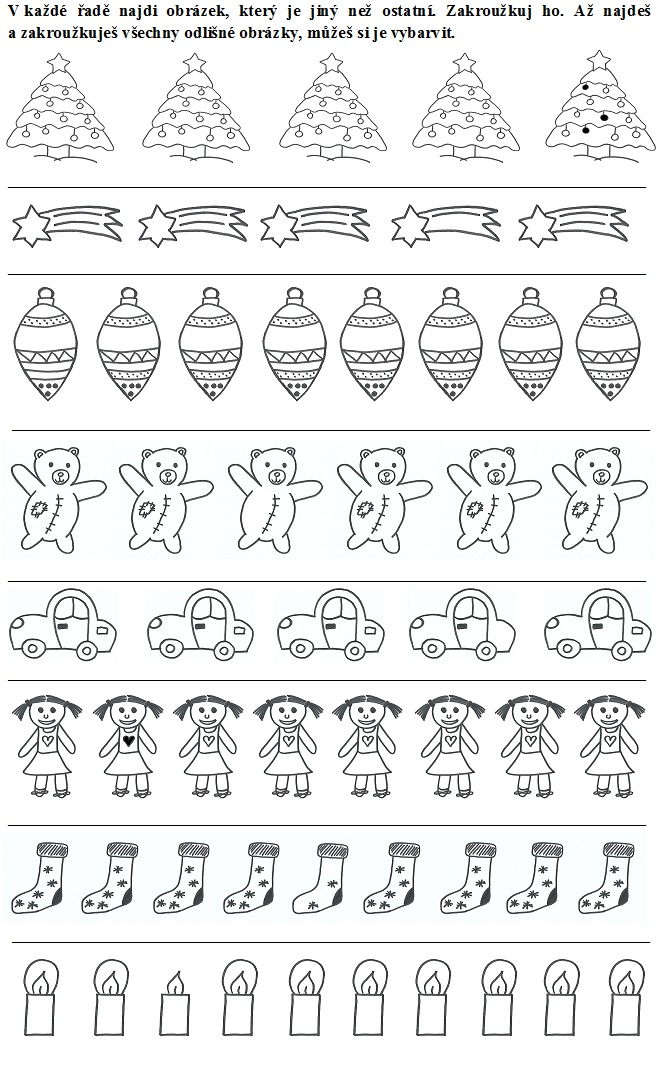 V každé řadě najdi obrázek, který je jiný než ostatní. Zakroužkuj ho. Až najdeš
a zakroužkuješ všechny odlišné obrázky, můžeš si je vybarvit.